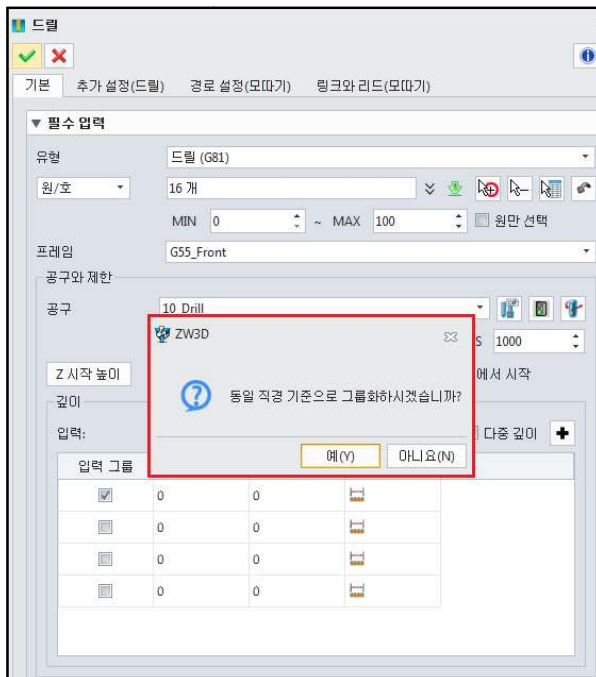 드릴
기본 추가 설정(드릴) 경로 설정(모따기) 링크와 리드(모따기)
필수 입력
유형 드릴 (G81)
원/호 16 개
MIN 0 ~ MAX 100 원만 선택
프레임 G55_Front
공구와 제한
공구 10_Drill
ZW3D
S 1000
Z 시작 높이 에서 시작
동일 직경 기준으로 그룹화하시겠습니까?
깊이
입력: 다중 깊이
예(Y) 아니요(N)
입력 그룹
0 0
0 0
0 0
0 0